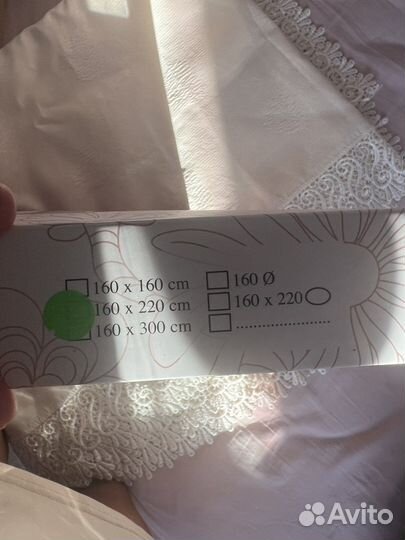 160 x 160 cm
160 x 220 cm
160 x 300 cm
160 Ø
160 x 220
....................
Avito